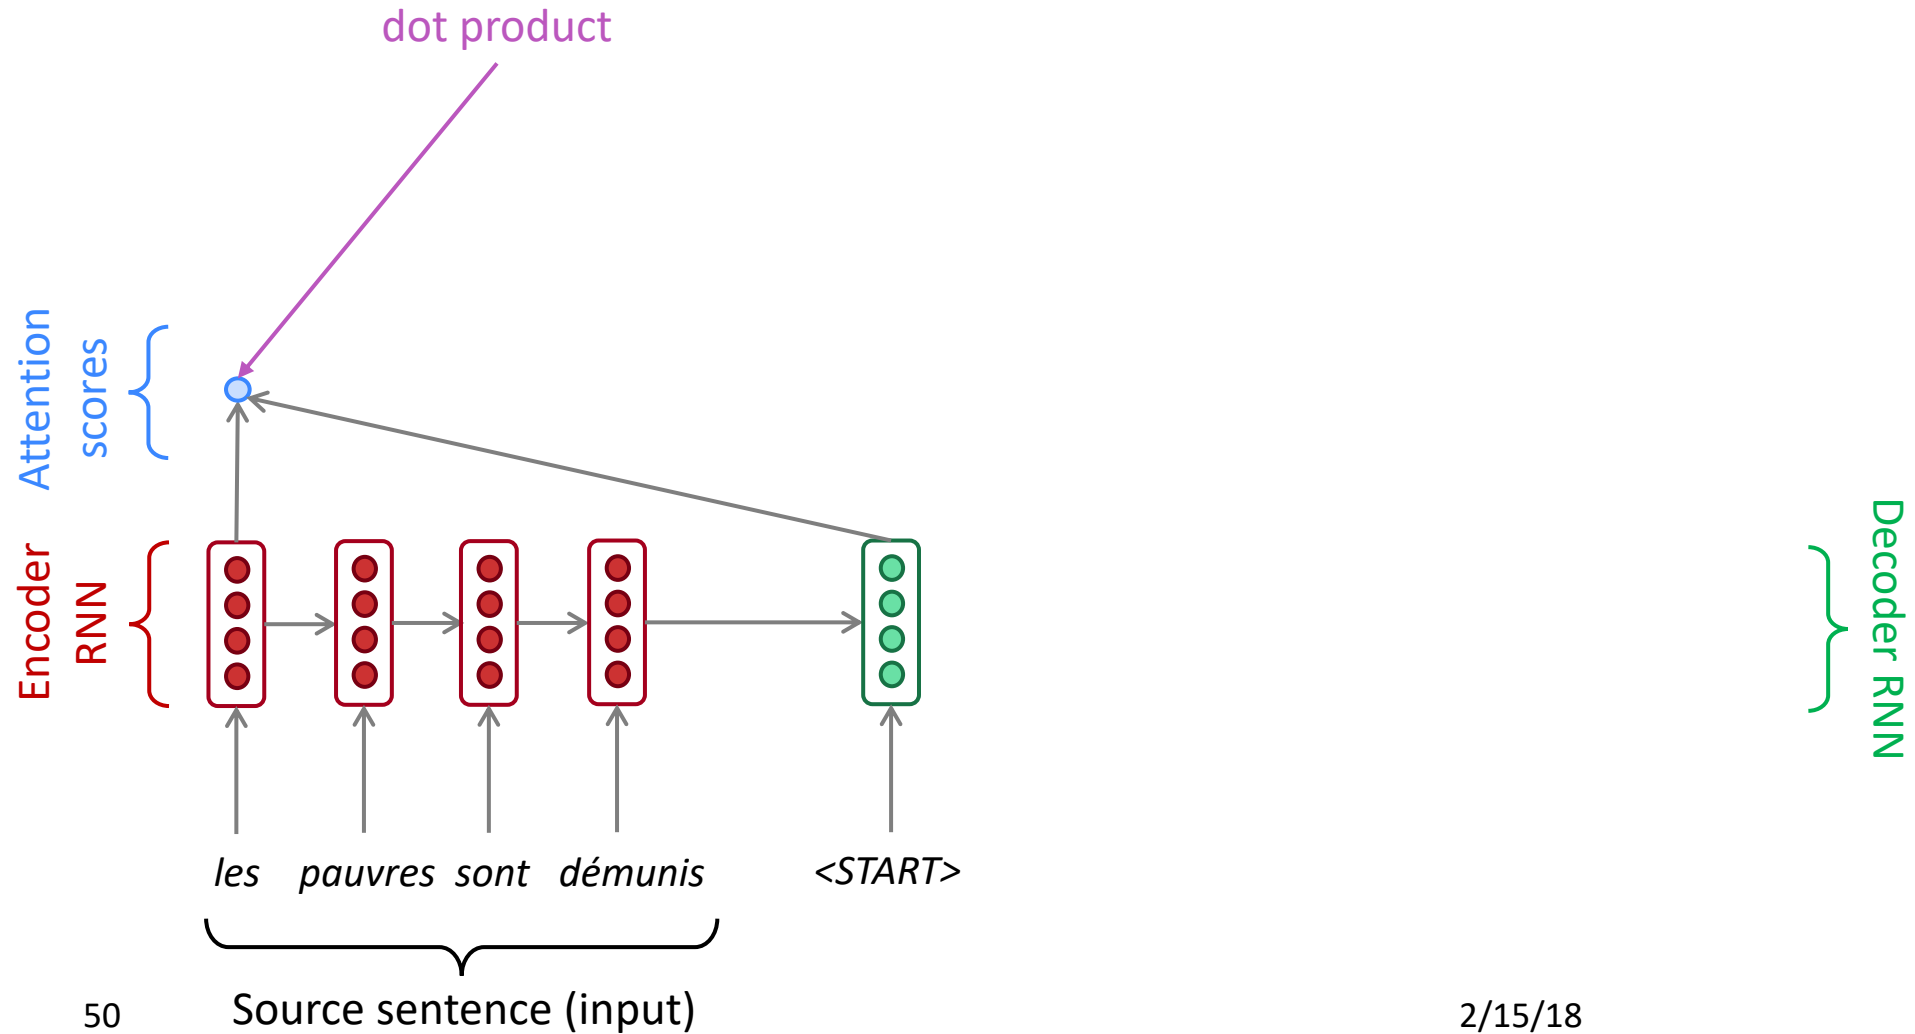 dot product
Attention
scores
Encoder
RNN
Decoder RNN
les pauvres sont démunis <START>
Source sentence (input)
50
2/15/18